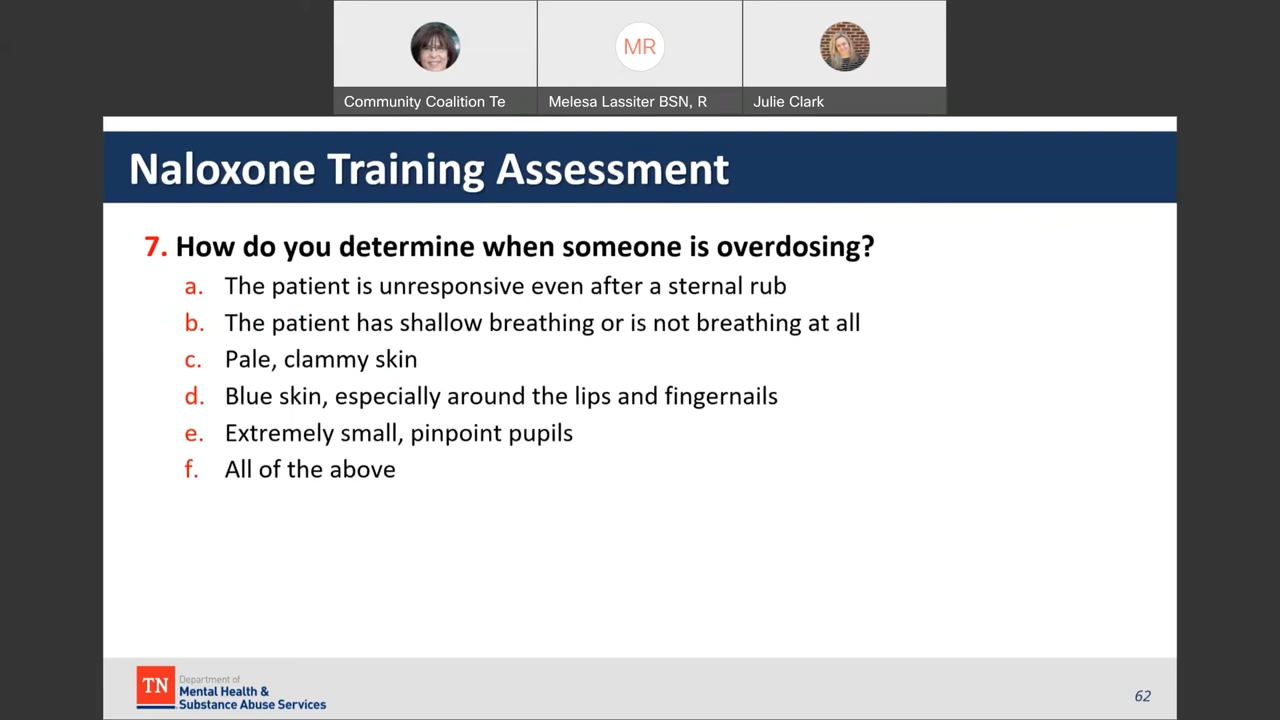 MR
Community Coalition Te
Melesa Lassiter BSN, R
Julie Clark
Naloxone Training Assessment
7. How do you determine when someone is overdosing?
a. The patient is unresponsive even after a sternal rub
b. The patient has shallow breathing or is not breathing at all
c. Pale, clammy skin
d. Blue skin, especially around the lips and fingernails
e. Extremely small, pinpoint pupils
f. All of the above
TN
Department of
Mental Health &
Substance Abuse Services
62